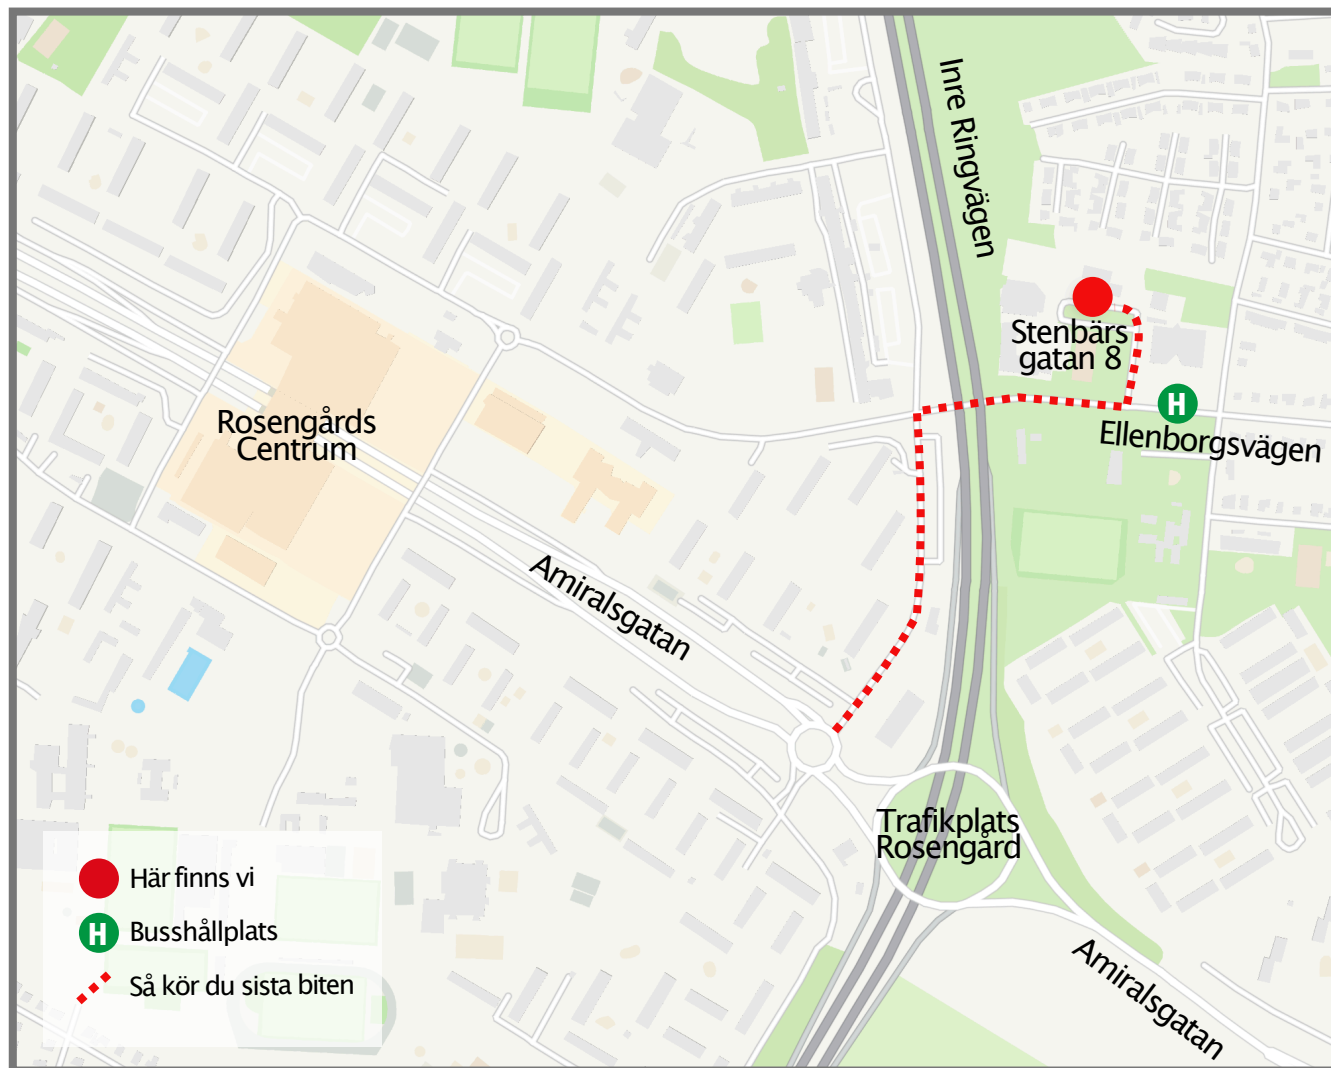 Inre Ringvägen
Stenbärs
gatan 8
H
Ellenborgsvägen
Rosengårds
Centrum
Amiralsgatan
Trafikplats
Rosengård
Amiralsgatan
Här finns vi
H Busshållplats
Så kör du sista biten